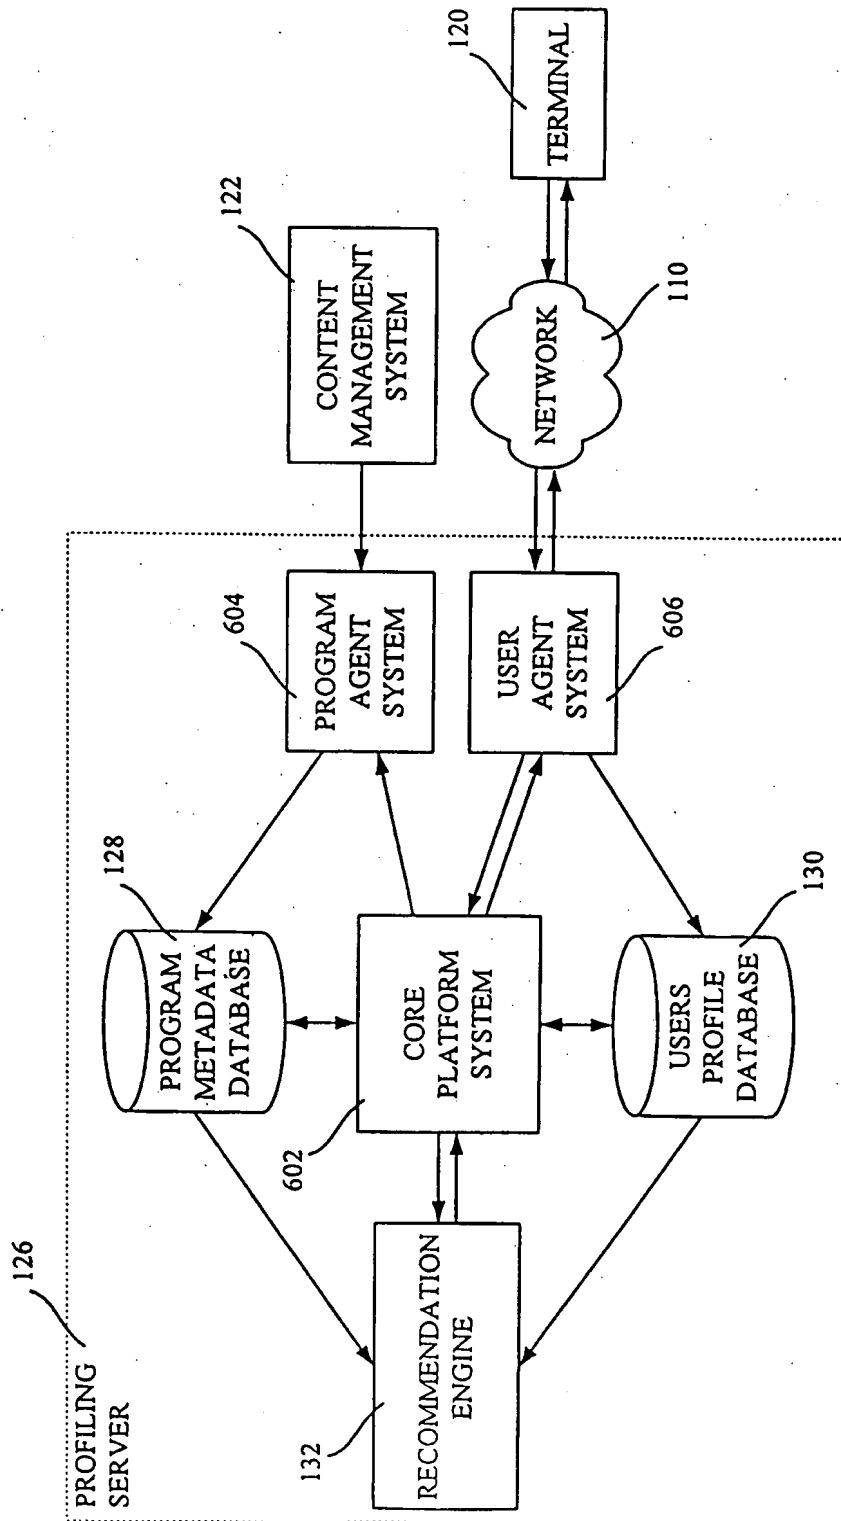 PROFILING
SERVER
126
RECOMMENDATION
ENGINE
132
PROGRAM
METADATA
DATABASE
128
CORE
PLATFORM
SYSTEM
602
USERS
PROFILE
DATABASE
130
PROGRAM
AGENT
SYSTEM
604
USER
AGENT
SYSTEM
606
CONTENT
MANAGEMENT
SYSTEM
122
NETWORK
110
TERMINAL
120